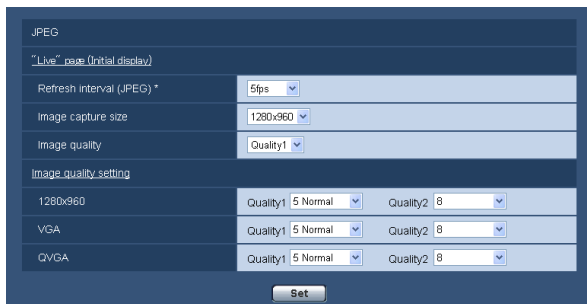 JPEG
"Live" page (Initial display)
Refresh interval (JPEG) * 5fps
Image capture size 1280x960
Image quality Quality1
Image quality setting
1280x960 Quality1 5 Normal Quality2 8
VGA Quality1 5 Normal Quality2 8
QVGA Quality1 5 Normal Quality2 8
Set